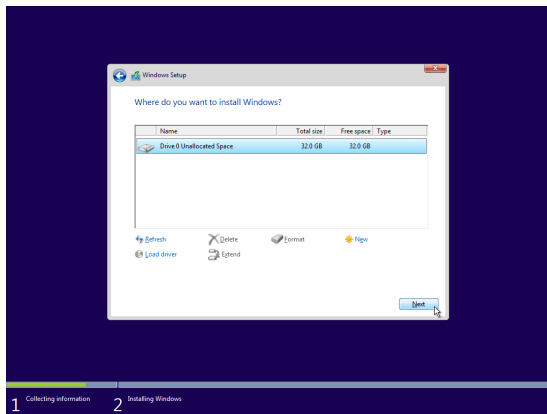 Windows Setup
Where do you want to install Windows?
Name Total size Free space Type
Drive 0 Unallocated Space 32.0 GB 32.0 GB
Refresh Delete Format New
Load driver Extend
Next
1 Collecting information 2 Installing Windows